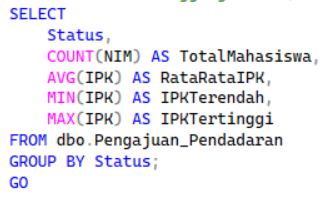 SELECT
    Status,
    COUNT(NIM) AS TotalMahasiswa,
    AVG(IPK) AS RataRataIPK,
    MIN(IPK) AS IPKTerendah,
    MAX(IPK) AS IPKTertinggi
FROM dbo.Pengajuan_Pendadaran
GROUP BY Status;
GO